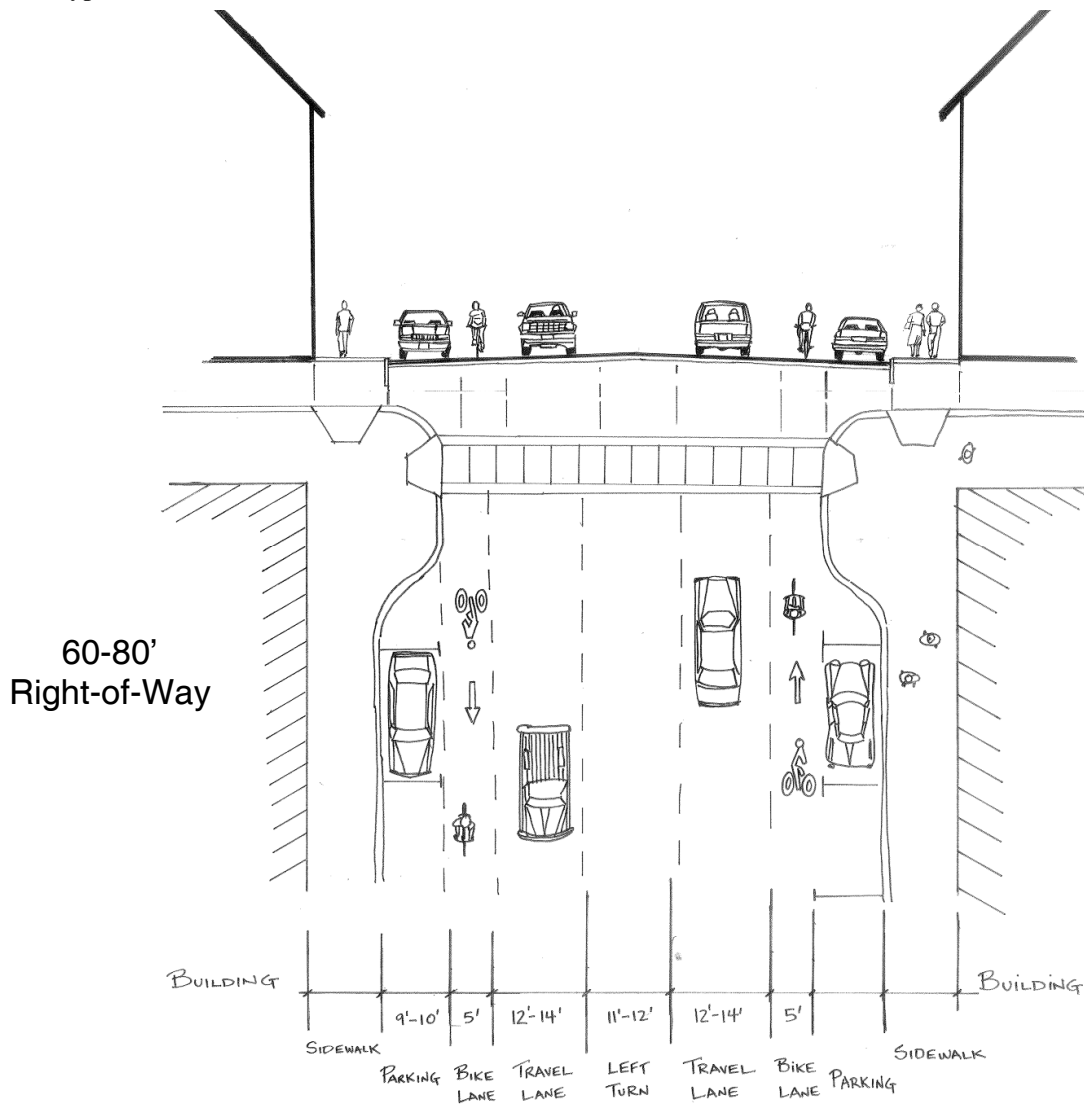 60-80’
Right-of-Way
BUILDING
BUILDING
9'-10'
5'
12'-14'
11'-12'
12'-14'
5'
SIDEWALK
SIDEWALK
PARKING
BIKE
LANE
TRAVEL
LANE
LEFT
TURN
TRAVEL
LANE
BIKE
LANE
PARKING